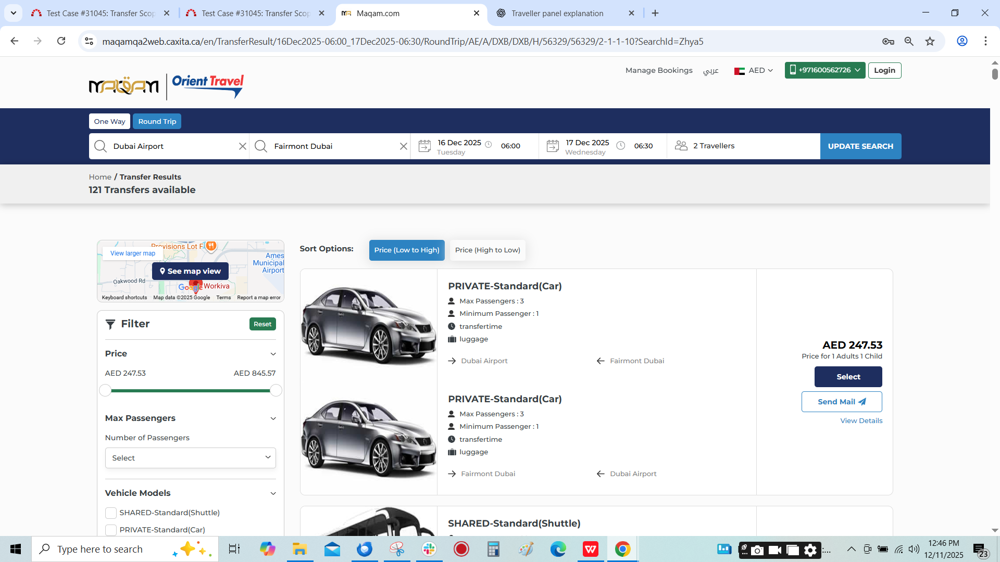 Test Case #31045: Transfer Scop
Test Case #31045: Transfer Scop
Maqam.com
Traveller panel explanation
maqamqa2web.caxita.ca/en/TransferResult/16Dec2025-06:00_17Dec2025-06:30/RoundTrip/AE/A/DXB/DXB/H/56329/56329/2-1-1-10?SearchId=Zhya5
Manage Bookings
عربي
AED
+971600562726
Login
Orient Travel
One Way
Round Trip
Dubai Airport
Fairmont Dubai
16 Dec 2025
Tuesday
06:00
17 Dec 2025
Wednesday
06:30
2 Travellers
UPDATE SEARCH
Home / Transfer Results
121 Transfers available
Provisions Lot F
View larger map
Ames
Municipal
Airport
See map view
Oakwood Rd
Google
Workiva
Keyboard shortcuts
Map data ©2025 Google
Terms
Report a map error
Sort Options:
Price (Low to High)
Price (High to Low)
Filter
Reset
Price
AED 247.53
AED 845.57
Max Passengers
Number of Passengers
Select
Vehicle Models
SHARED-Standard(Shuttle)
PRIVATE-Standard(Car)
PRIVATE-Standard(Car)
Max Passengers : 3
Minimum Passenger : 1
transfertime
luggage
Dubai Airport
Fairmont Dubai
PRIVATE-Standard(Car)
Max Passengers : 3
Minimum Passenger : 1
transfertime
luggage
Fairmont Dubai
Dubai Airport
AED 247.53
Price for 1 Adults 1 Child
Select
Send Mail
View Details
SHARED-Standard(Shuttle)
Type here to search
12:46 PM
12/11/2025
23